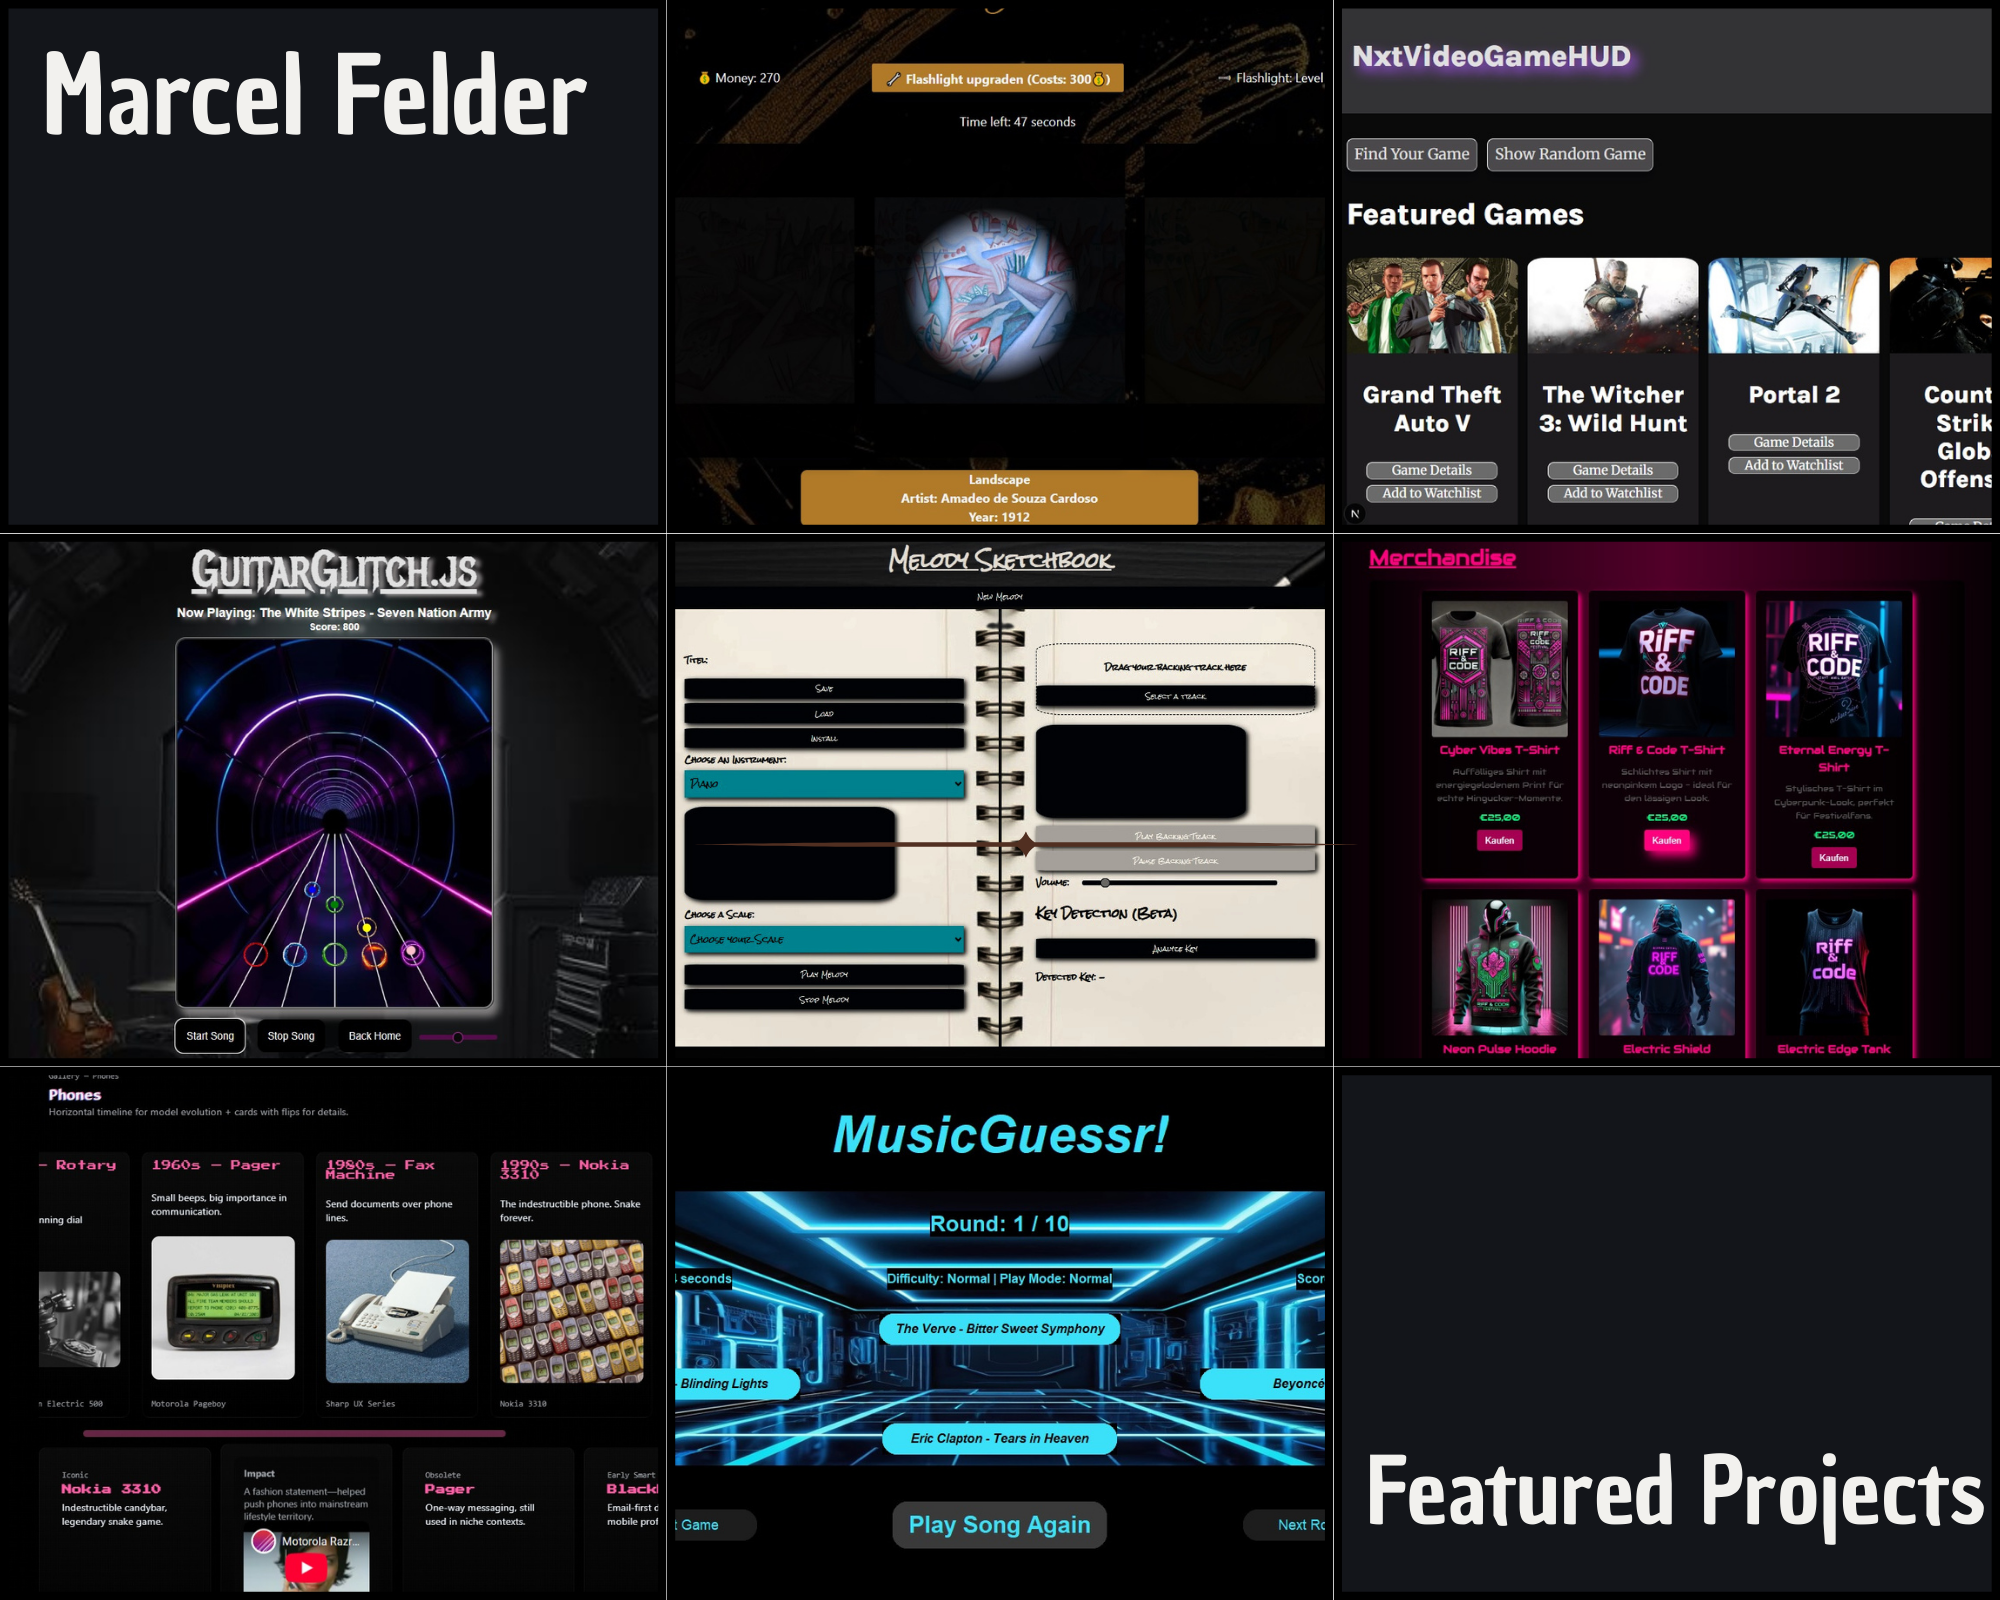 Marcel Felder
Money: 270
Flashlight upgraden (Costs: 300)
Flashlight: Level
Time left: 47 seconds
Landscape
Artist: Amadeo de Souza Cardoso
Year: 1912
NxtVideoGameHUD
Find Your Game
Show Random Game
Featured Games
Grand Theft
Auto V
Game Details
Add to Watchlist
The Witcher
3: Wild Hunt
Game Details
Add to Watchlist
Portal 2
Game Details
Add to Watchlist
Count
Strik
Glob
Offens
N
GuitarGlitch.js
Now Playing: The White Stripes - Seven Nation Army
Score: 800
Start Song
Stop Song
Back Home
Melody Sketchbook
New Melody
Titel:
Save
Load
Install
Choose an Instrument:
Piano
Choose a Scale:
Choose your Scale
Play Melody
Stop Melody
Drag your backing track here
Select a track
Play Backing Track
Pause Backing Track
Volume:
Key Detection (Beta)
Analyze Key
Detected Key: –
Merchandise
RIFF
& CODE
RIFF
&
CODE
RIFF
&
CODE
Cyber Vibes T-Shirt
Auffälliges Shirt mit
energiegeladenem Print für
echte Hingucker-Momente.
€25,00
Kaufen
Riff & Code T-Shirt
Schlichtes Shirt mit
neonpinkem Logo – ideal für
den lässigen Look.
€25,00
Kaufen
Eternal Energy T-
Shirt
Stylisches T-Shirt im
Cyberpunk-Look, perfekt
für Festivalfans.
€25,00
Kaufen
RIFF
CODE
Riff
&
code
Neon Pulse Hoodie
Electric Shield
Electric Edge Tank
Gallery – Phones
Phones
Horizontal timeline for model evolution + cards with flips for details.
– Rotary
nning dial
Electric 500
1960s – Pager
Small beeps, big importance in
communication.
Motorola Pageboy
1980s – Fax
Machine
Send documents over phone
lines.
Sharp UX Series
1990s – Nokia
3310
The indestructible phone. Snake
forever.
Nokia 3310
Iconic
Nokia 3310
Indestructible candybar,
legendary snake game.
Impact
A fashion statement—helped
push phones into mainstream
lifestyle territory.
Motorola Razr...
Obsolete
Pager
One-way messaging, still
used in niche contexts.
Early Smart
Black
Email-first d
mobile prof
MusicGuessr!
Round: 1 / 10
seconds
Difficulty: Normal | Play Mode: Normal
Scor
The Verve - Bitter Sweet Symphony
- Blinding Lights
Beyoncé
Eric Clapton - Tears in Heaven
t Game
Play Song Again
Next Ro
Featured Projects